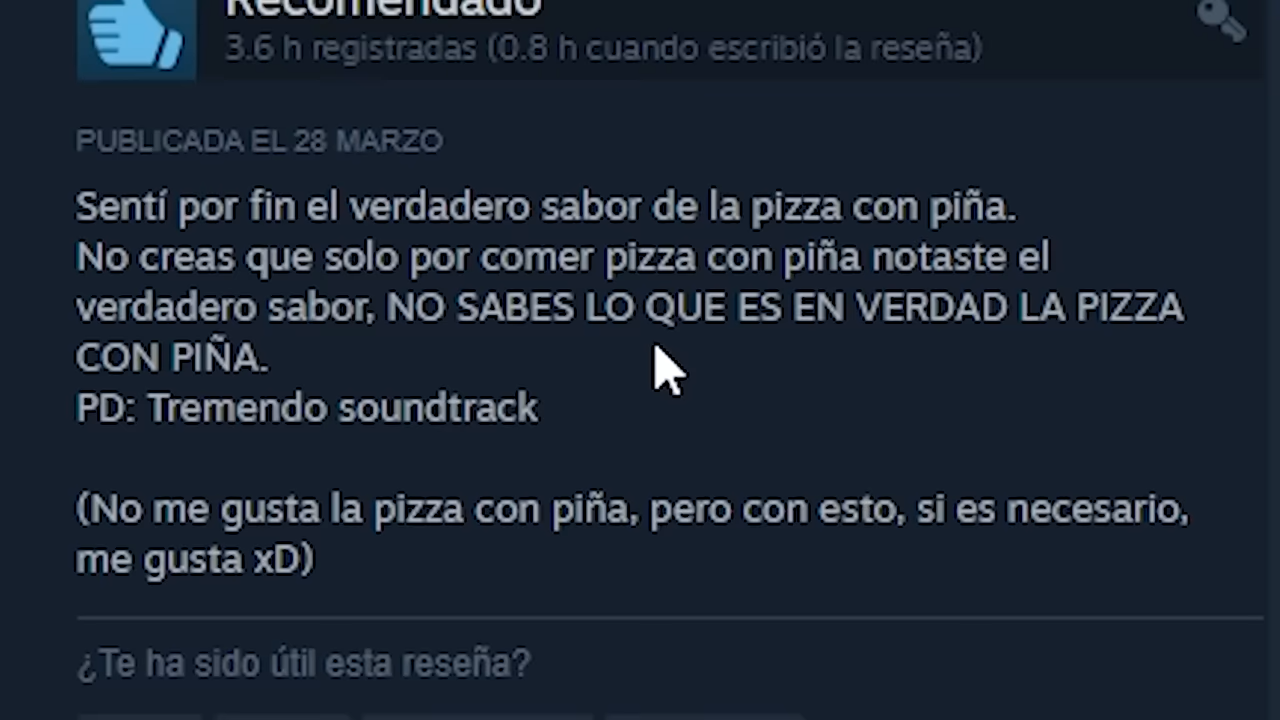 Recomendado
3.6 h registradas (0.8 h cuando escribió la reseña)
PUBLICADA EL 28 MARZO
Sentí por fin el verdadero sabor de la pizza con piña.
No creas que solo por comer pizza con piña notaste el
verdadero sabor, NO SABES LO QUE ES EN VERDAD LA PIZZA
CON PIÑA.
PD: Tremendo soundtrack
(No me gusta la pizza con piña, pero con esto, si es necesario,
me gusta xD)
¿Te ha sido útil esta reseña?